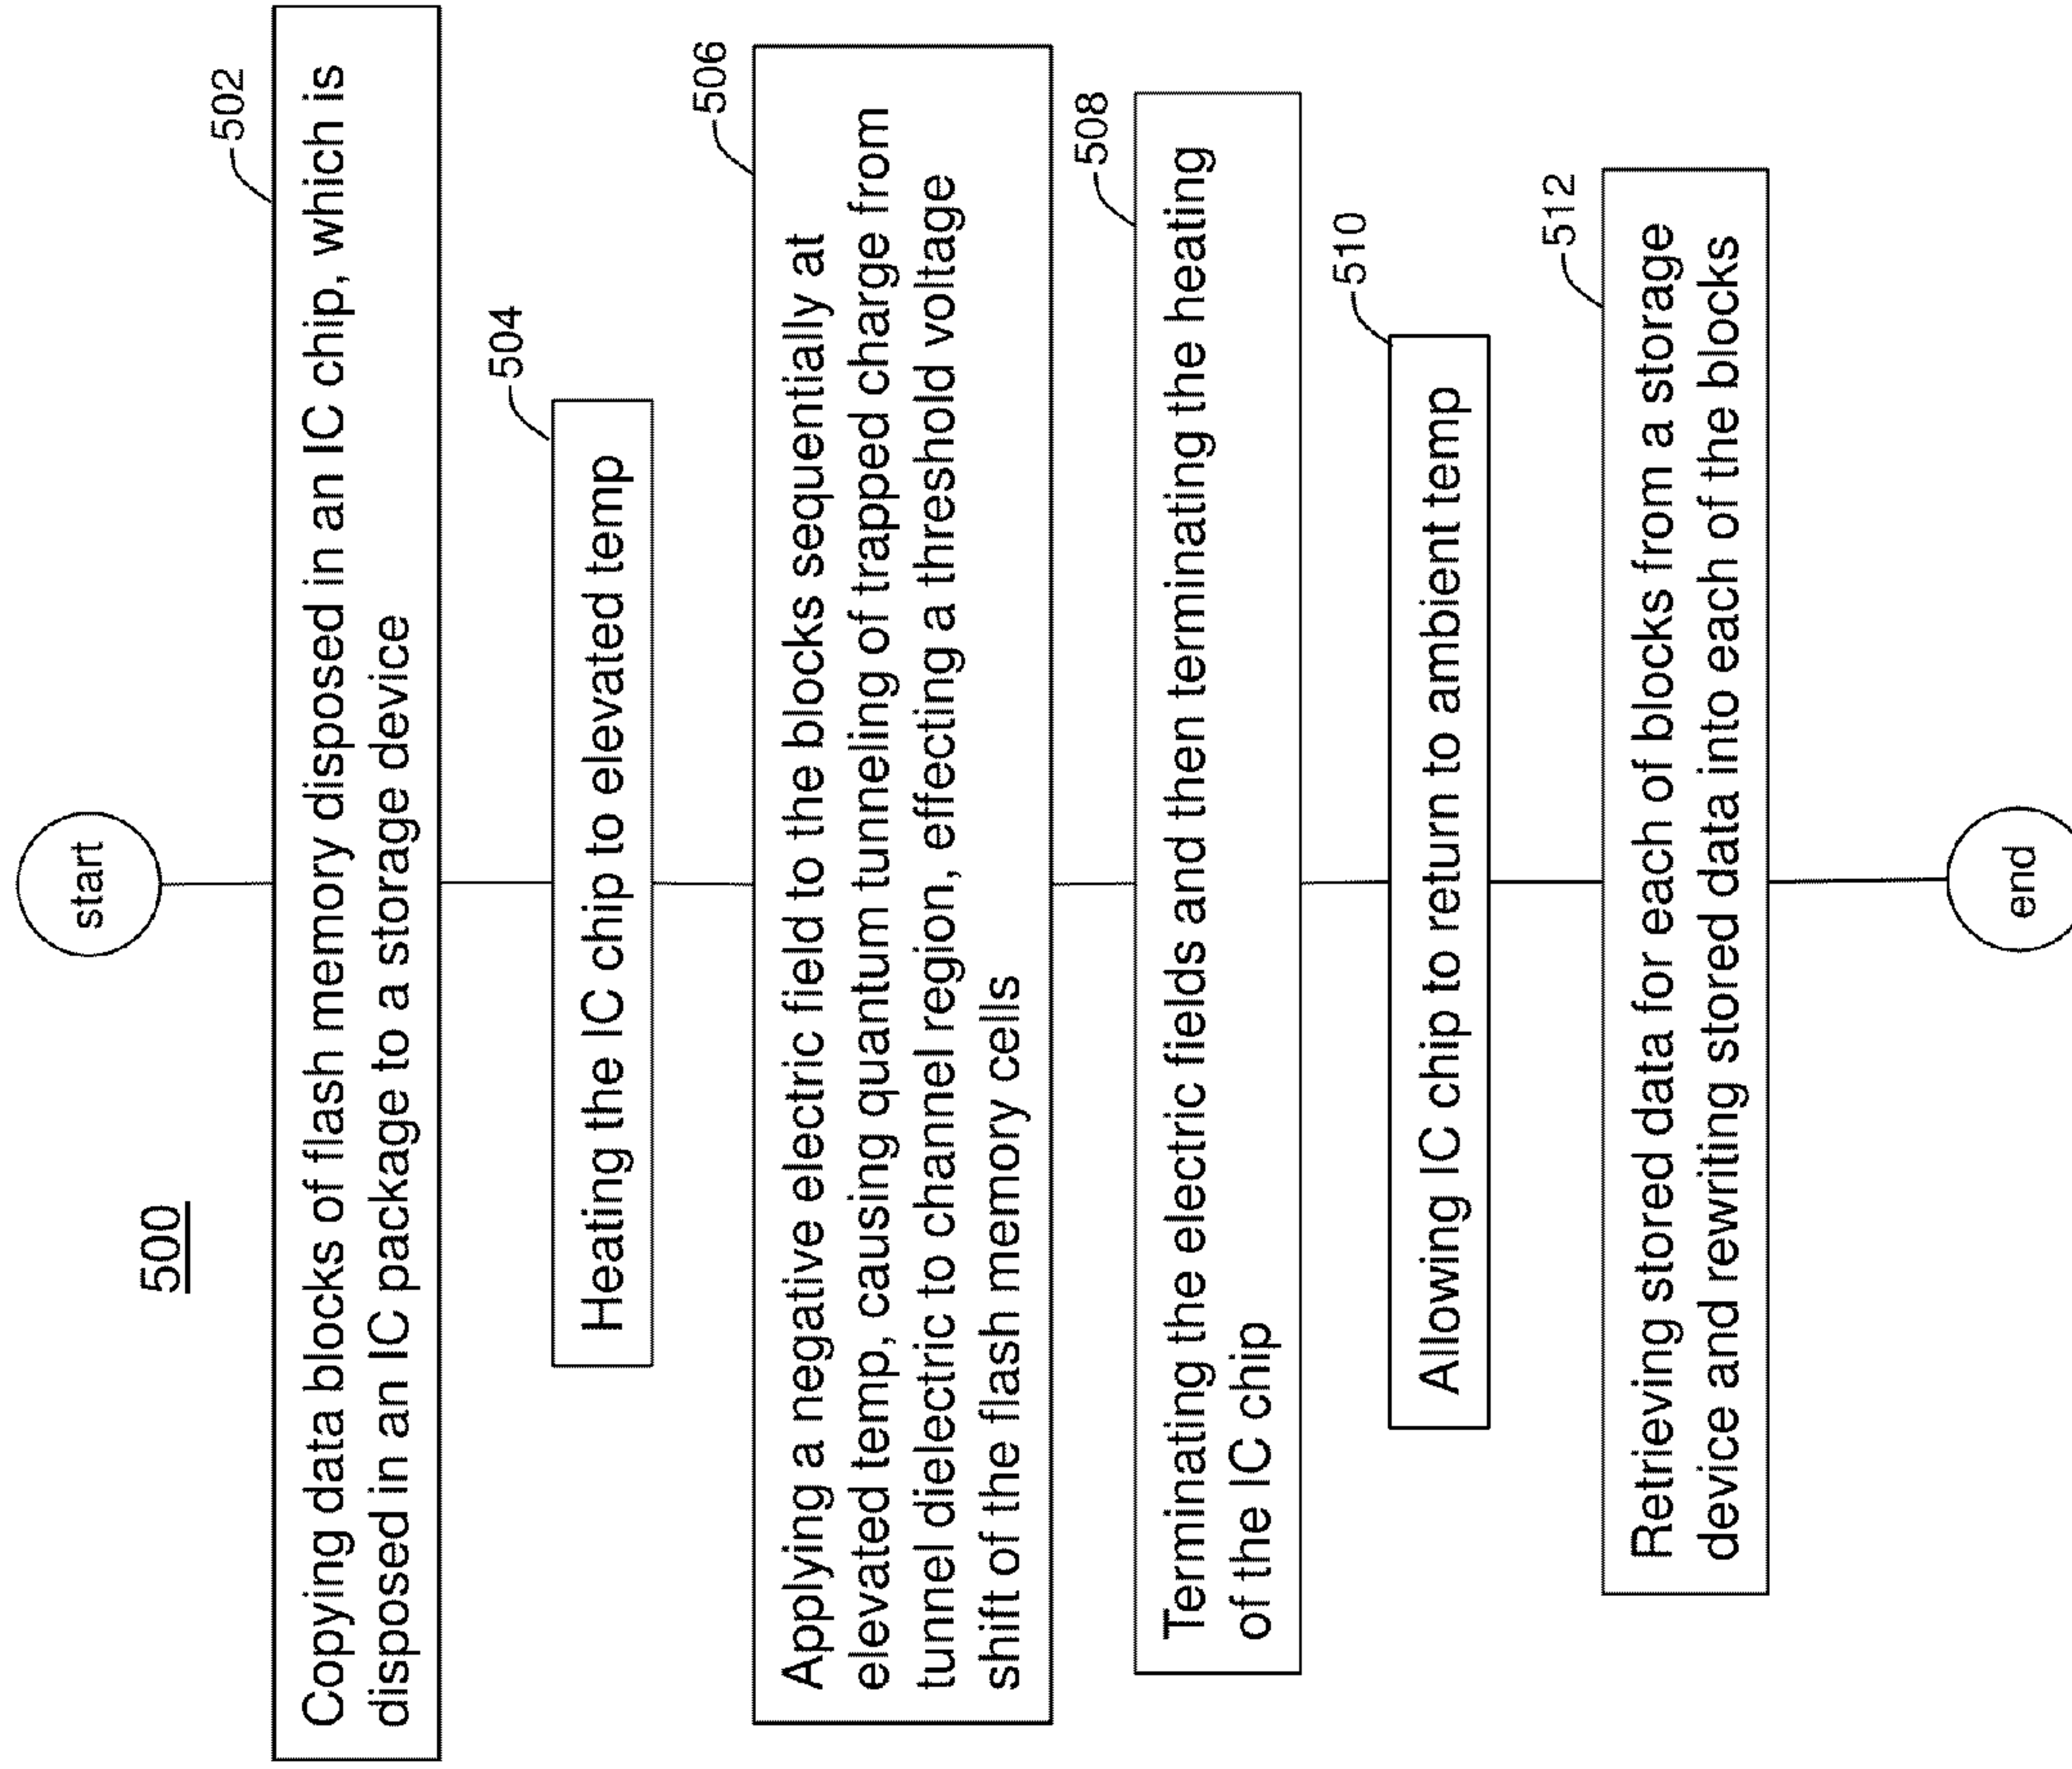 500
start
502
Copying data blocks of flash memory disposed in an IC chip, which is
disposed in an IC package to a storage device
504
Heating the IC chip to elevated temp
506
Applying a negative electric field to the blocks sequentially at
elevated temp, causing quantum tunneling of trapped charge from
tunnel dielectric to channel region, effecting a threshold voltage
shift of the flash memory cells
508
Terminating the electric fields and then terminating the heating
of the IC chip
510
Allowing IC chip to return to ambient temp
512
Retrieving stored data for each of blocks from a storage
device and rewriting stored data into each of the blocks
end